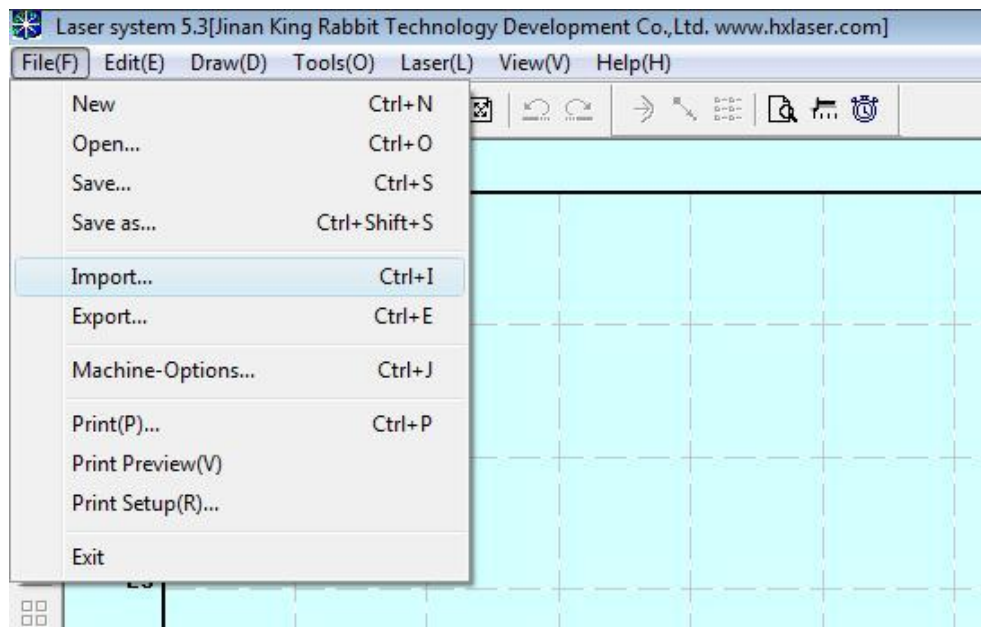 Laser system 5.3[Jinan King Rabbit Technology Development Co.,Ltd. www.hxlaser.com]
File(F) Edit(E) Draw(D) Tools(O) Laser(L) View(V) Help(H)
New Ctrl+N
Open... Ctrl+O
Save... Ctrl+S
Save as... Ctrl+Shift+S
Import... Ctrl+I
Export... Ctrl+E
Machine-Options... Ctrl+J
Print(P)... Ctrl+P
Print Preview(V)
Print Setup(R)...
Exit